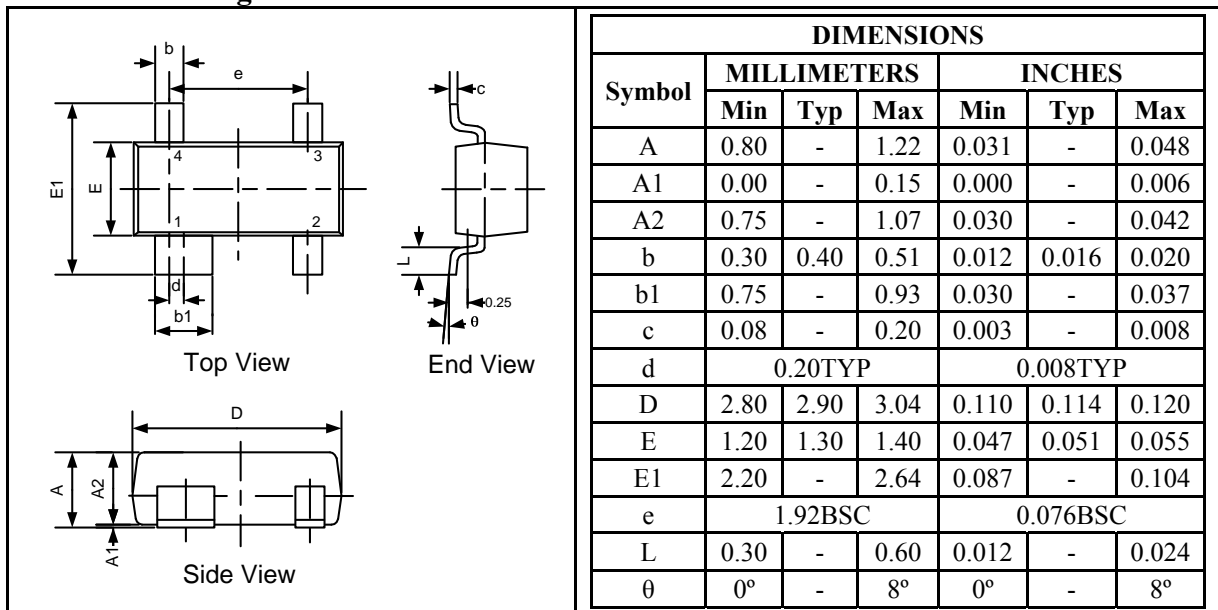 g
b
e
c
4
3
E1
E
1
2
L
d
0.25
b1
θ
Top View
End View
D
A
A2
A1
Side View
DIMENSIONS
Symbol MILLIMETERS INCHES
Min Typ Max Min Typ Max
A 0.80 - 1.22 0.031 - 0.048
A1 0.00 - 0.15 0.000 - 0.006
A2 0.75 - 1.07 0.030 - 0.042
b 0.30 0.40 0.51 0.012 0.016 0.020
b1 0.75 - 0.93 0.030 - 0.037
c 0.08 - 0.20 0.003 - 0.008
d 0.20TYP 0.008TYP
D 2.80 2.90 3.04 0.110 0.114 0.120
E 1.20 1.30 1.40 0.047 0.051 0.055
E1 2.20 - 2.64 0.087 - 0.104
e 1.92BSC 0.076BSC
L 0.30 - 0.60 0.012 - 0.024
θ 0º - 8º 0º - 8º